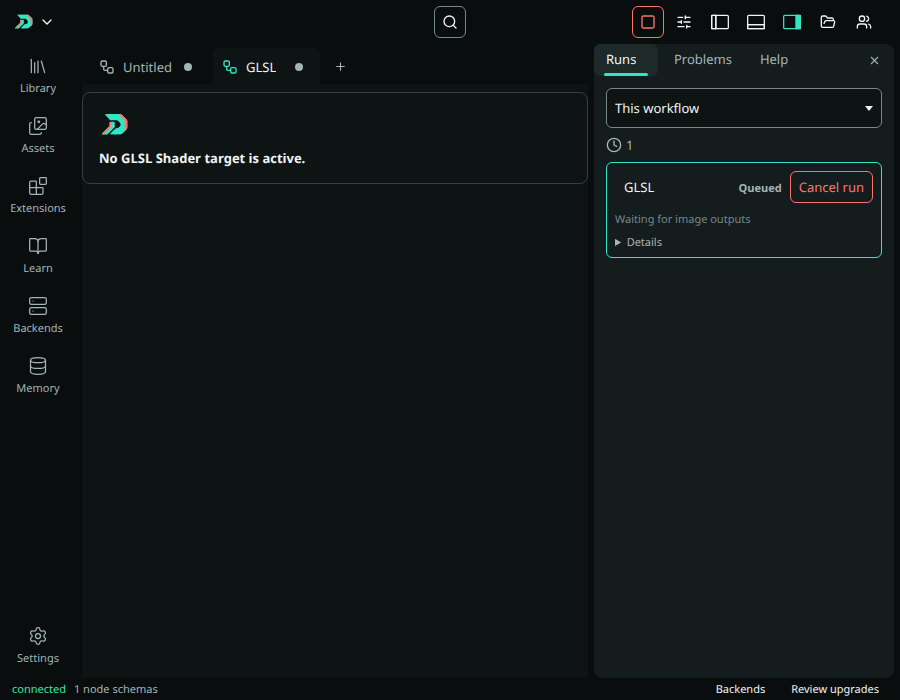 Library
Assets
Extensions
Learn
Backends
Memory
Settings
Untitled
GLSL
No GLSL Shader target is active.
Runs Problems Help
This workflow
1
GLSL Queued Cancel run
Waiting for image outputs
Details
connected 1 node schemas
Backends Review upgrades